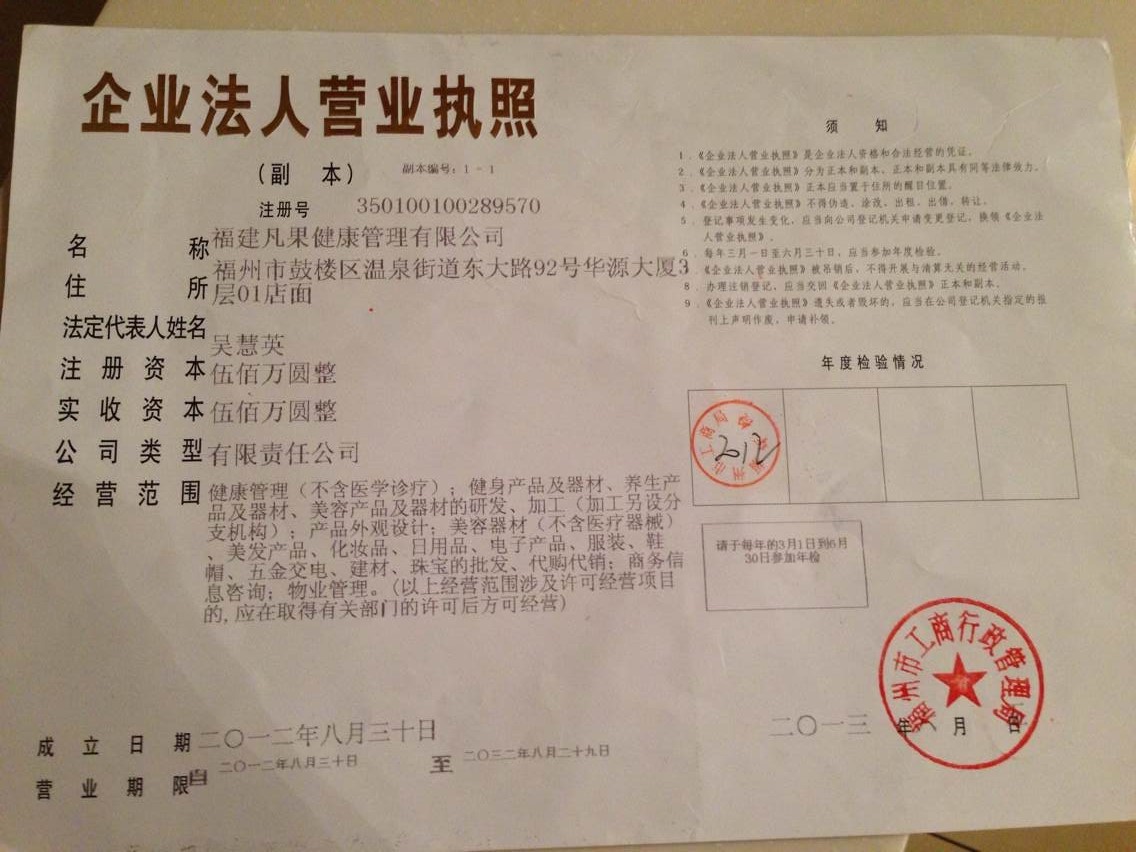 企业法人营业执照
（副 本） 副本编号：1－1
注册号 350100100289570
名 称 福建凡果健康管理有限公司
住 所 福州市鼓楼区温泉街道东大路92号华源大厦3
层01店面
法定代表人姓名 吴慧英
注册资本 伍佰万圆整
实收资本 伍佰万圆整
公司类型 有限责任公司
经营范围 健康管理（不含医学诊疗）；健身产品及器材、养生产
品及器材、美容产品及器材的研发、加工（加工另设分
支机构）；产品外观设计；美容器材（不含医疗器械）
、美发产品、化妆品、日用品、电子产品、服装、鞋
帽、五金交电、建材、珠宝的批发、代购代销；商务信
息咨询；物业管理。(以上经营范围涉及许可经营项目
的,应在取得有关部门的许可后方可经营)
成立日期 二〇一二年八月三十日
营业期限 自 二〇一二年八月三十日 至 二〇三二年八月二十九日
须 知
1．《企业法人营业执照》是企业法人资格和合法经营的凭证。
2．《企业法人营业执照》分为正本和副本，正本和副本具有同等法律效力。
3．《企业法人营业执照》正本应当置于住所的醒目位置。
4．《企业法人营业执照》不得伪造、涂改、出租、出借、转让。
5．登记事项发生变化，应当向公司登记机关申请变更登记，换领《企业法
人营业执照》。
6．每年三月一日至六月三十日，应当参加年度检验。
7．《企业法人营业执照》被吊销后，不得开展与清算无关的经营活动。
8．办理注销登记，应当交回《企业法人营业执照》正本和副本。
9．《企业法人营业执照》遗失或者毁坏的，应当在公司登记机关指定的报
刊上声明作废，申请补领。
年度检验情况
2012
请于每年的3月1日到6月
30日参加年检
福州市工商行政管理局
二〇一三 年 月 日